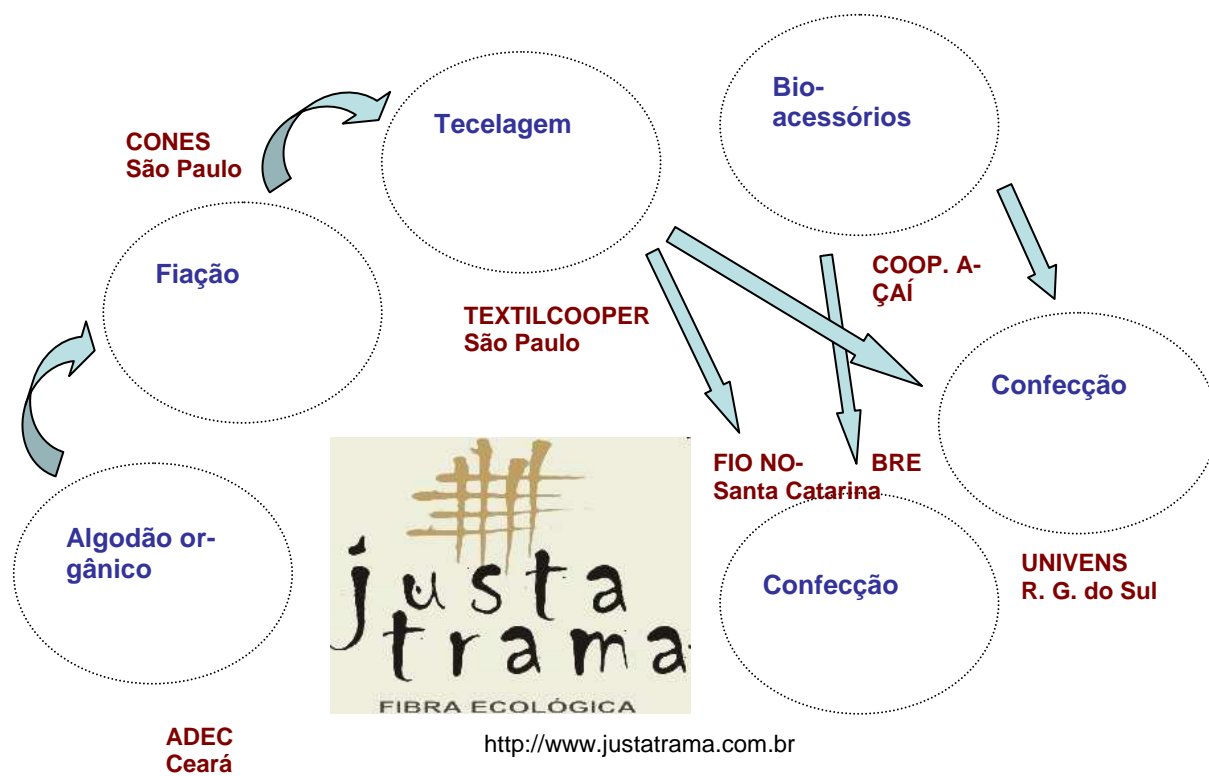 Tecelagem
Bio-
acessórios
CONES
São Paulo
Fiação
COOP. A-
ÇAÍ
TEXTILCOOPER
São Paulo
Confecção
FIO NO- BRE
Santa Catarina
Algodão or-
gânico
justa
trama
FIBRA ECOLÓGICA
Confecção
UNIVENS
R. G. do Sul
ADEC
Ceará
http://www.justatrama.com.br